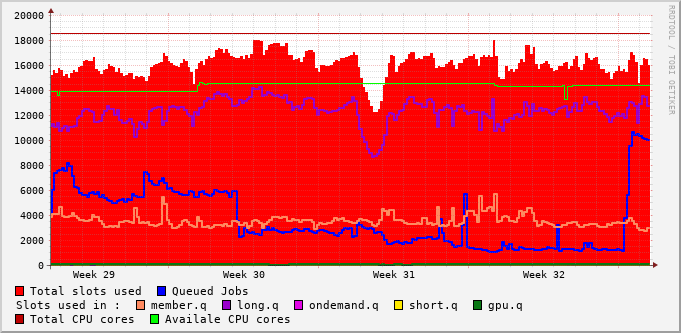 20000
18000
16000
14000
12000
10000
8000
6000
4000
2000
0
Week 29 Week 30 Week 31 Week 32
RRDTOOL / TOBI OETIKER
Total slots used Queued Jobs
Slots used in : member.q long.q ondemand.q short.q gpu.q
Total CPU cores Availale CPU cores